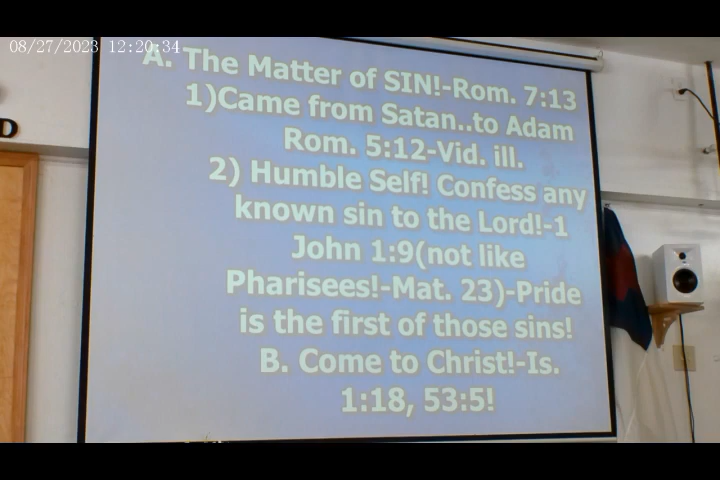 08/27/2023 12:20:34
A. The Matter of SIN!-Rom. 7:13
1)Came from Satan..to Adam
Rom. 5:12-Vid. ill.
2) Humble Self! Confess any
known sin to the Lord!-1
John 1:9(not like
Pharisees!-Mat. 23)-Pride
is the first of those sins!
B. Come to Christ!-Is.
1:18, 53:5!
D